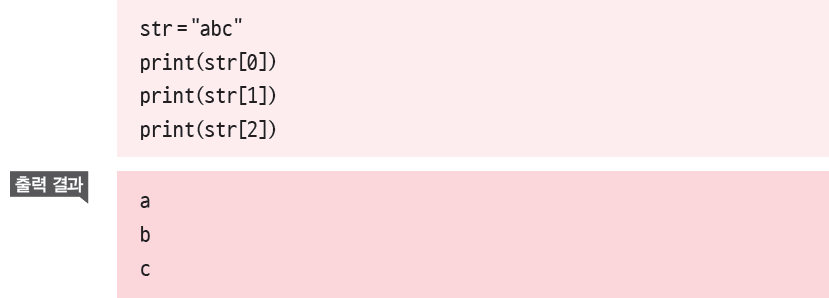 str="abc"
print(str[0])
print(str[1])
print(str[2])
출력 결과
a
b
c